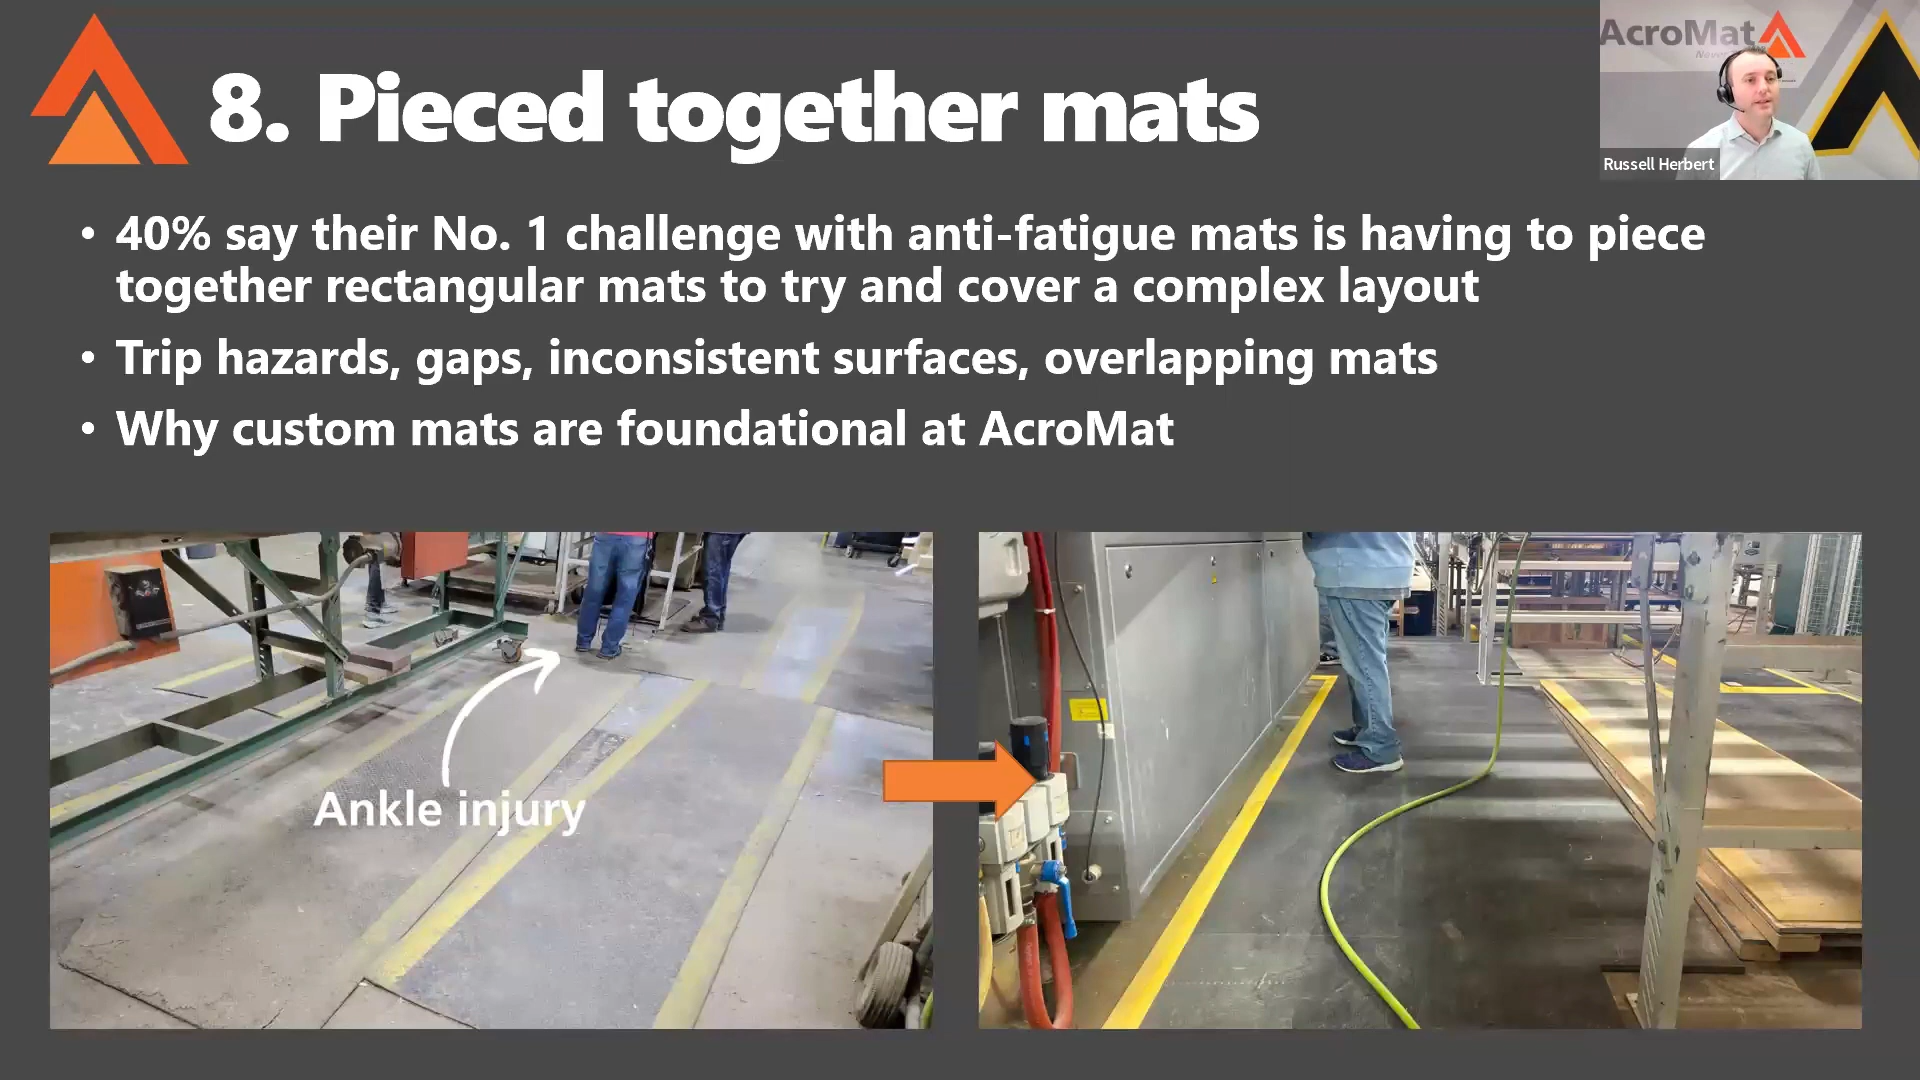 8. Pieced together mats
AcroMat
Russell Herbert
• 40% say their No. 1 challenge with anti-fatigue mats is having to piece
together rectangular mats to try and cover a complex layout
• Trip hazards, gaps, inconsistent surfaces, overlapping mats
• Why custom mats are foundational at AcroMat
Ankle injury